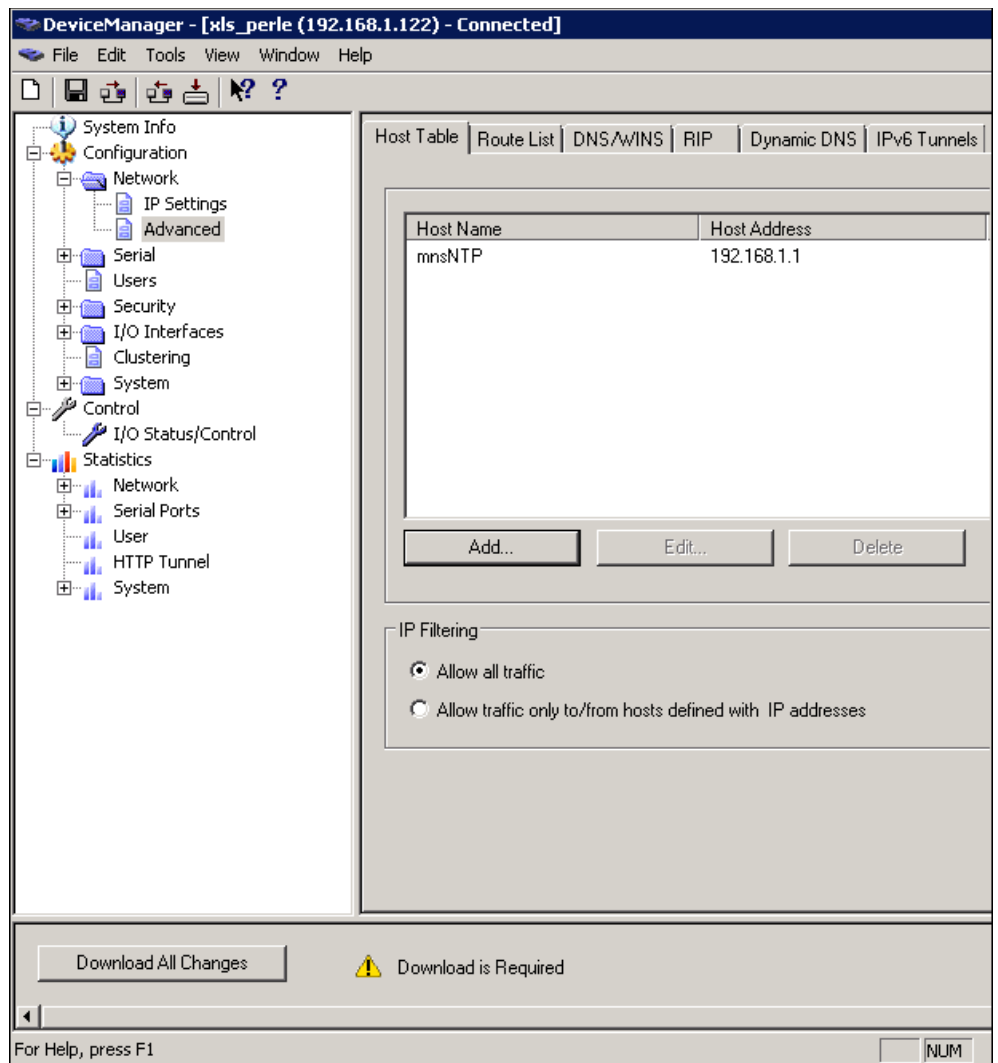 DeviceManager - [xls_perle (192.168.1.122) - Connected]
File Edit Tools View Window Help
System Info
Configuration
Network
IP Settings
Advanced
Serial
Users
Security
I/O Interfaces
Clustering
System
Control
I/O Status/Control
Statistics
Network
Serial Ports
User
HTTP Tunnel
System
Host Table Route List DNS/WINS RIP Dynamic DNS IPv6 Tunnels
Host Name Host Address
mnsNTP 192.168.1.1
Add... Edit... Delete
IP Filtering
Allow all traffic
Allow traffic only to/from hosts defined with IP addresses
Download All Changes Download is Required
For Help, press F1 NUM